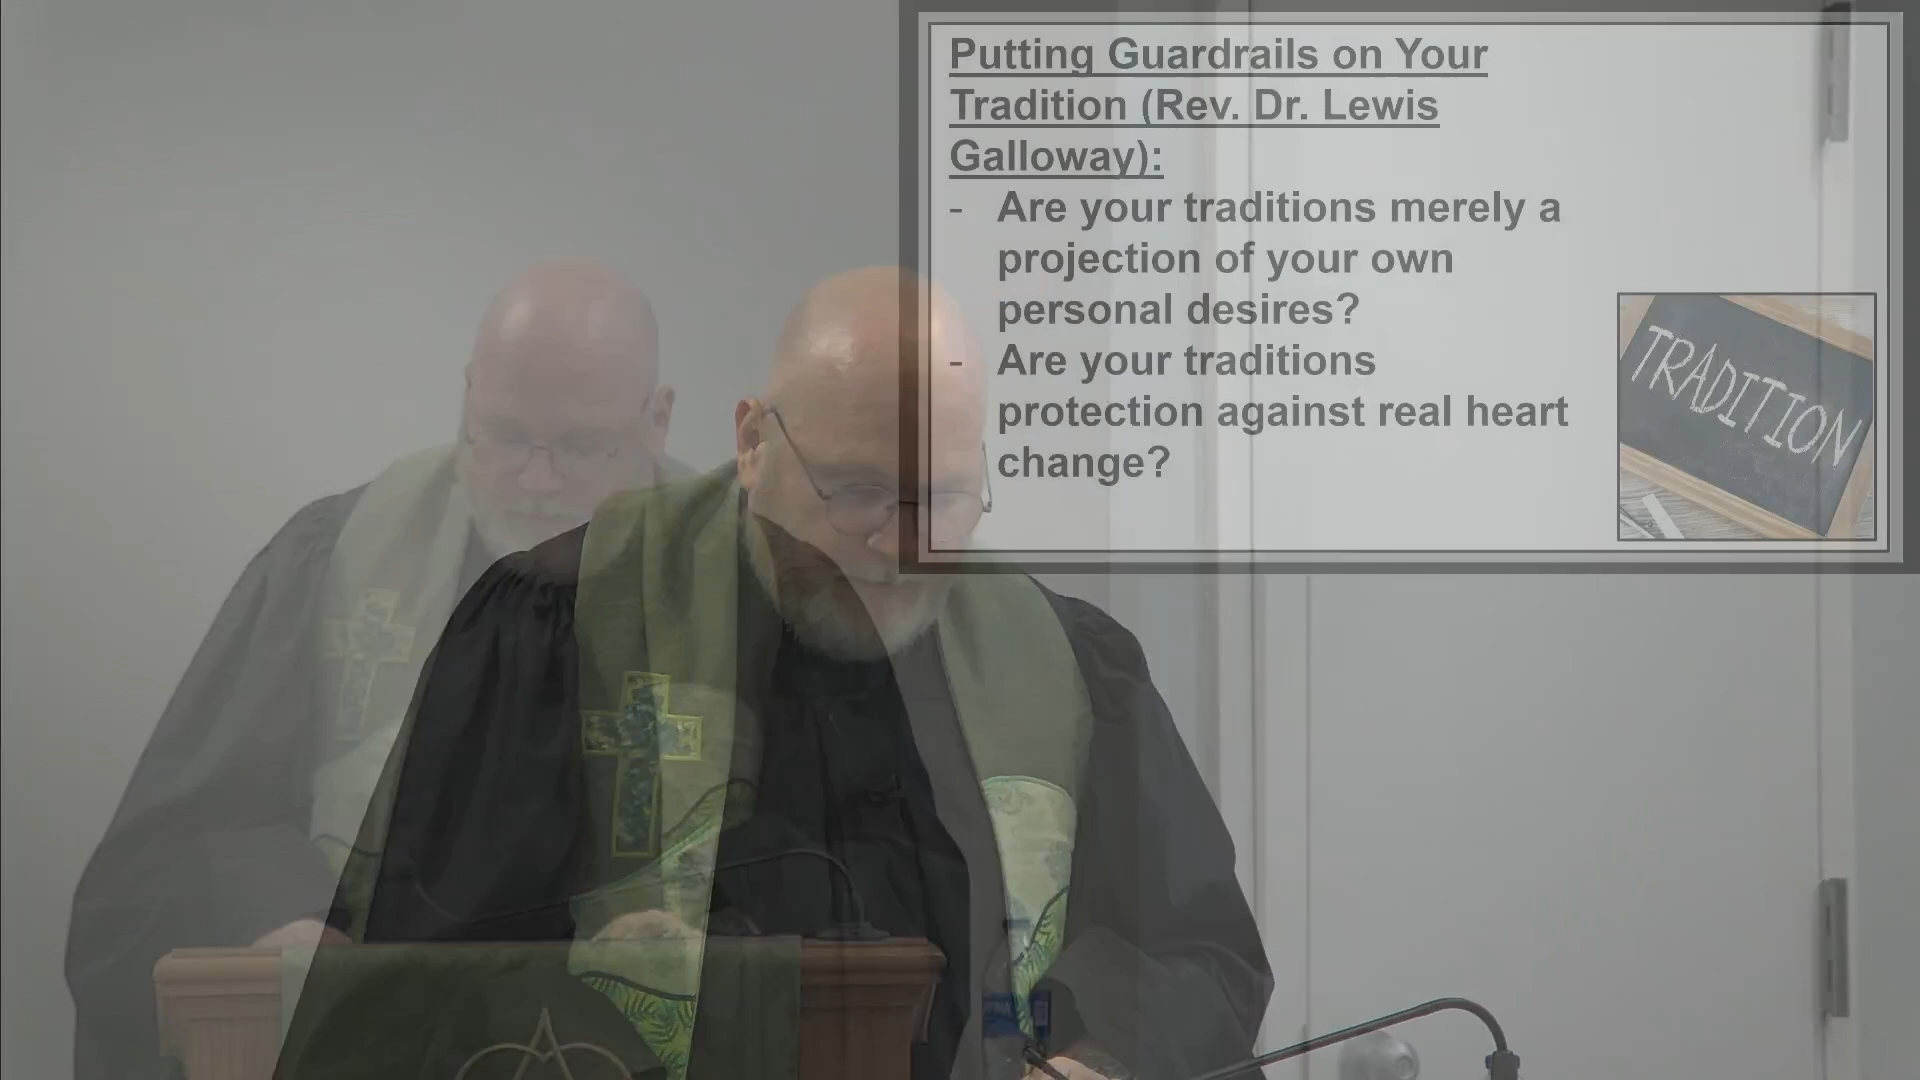 Putting Guardrails on Your
Tradition (Rev. Dr. Lewis
Galloway):
- Are your traditions merely a
projection of your own
personal desires?
- Are your traditions
protection against real heart
change?
TRADITION